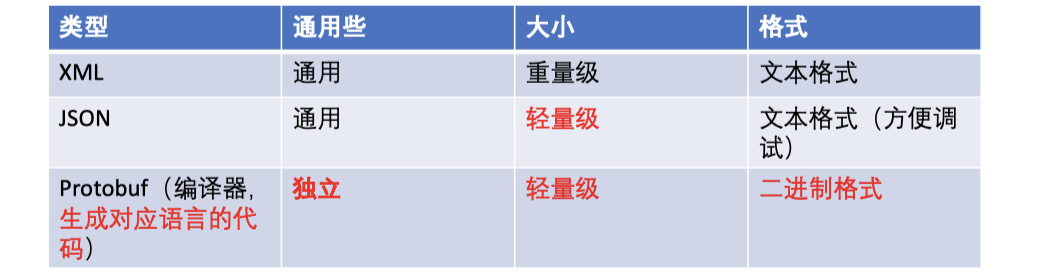 类型 通用些 大小 格式
XML 通用 重量级 文本格式
JSON 通用 轻量级 文本格式（方便调
试）
Protobuf（编译器, 独立 轻量级 二进制格式
生成对应语言的代
码）